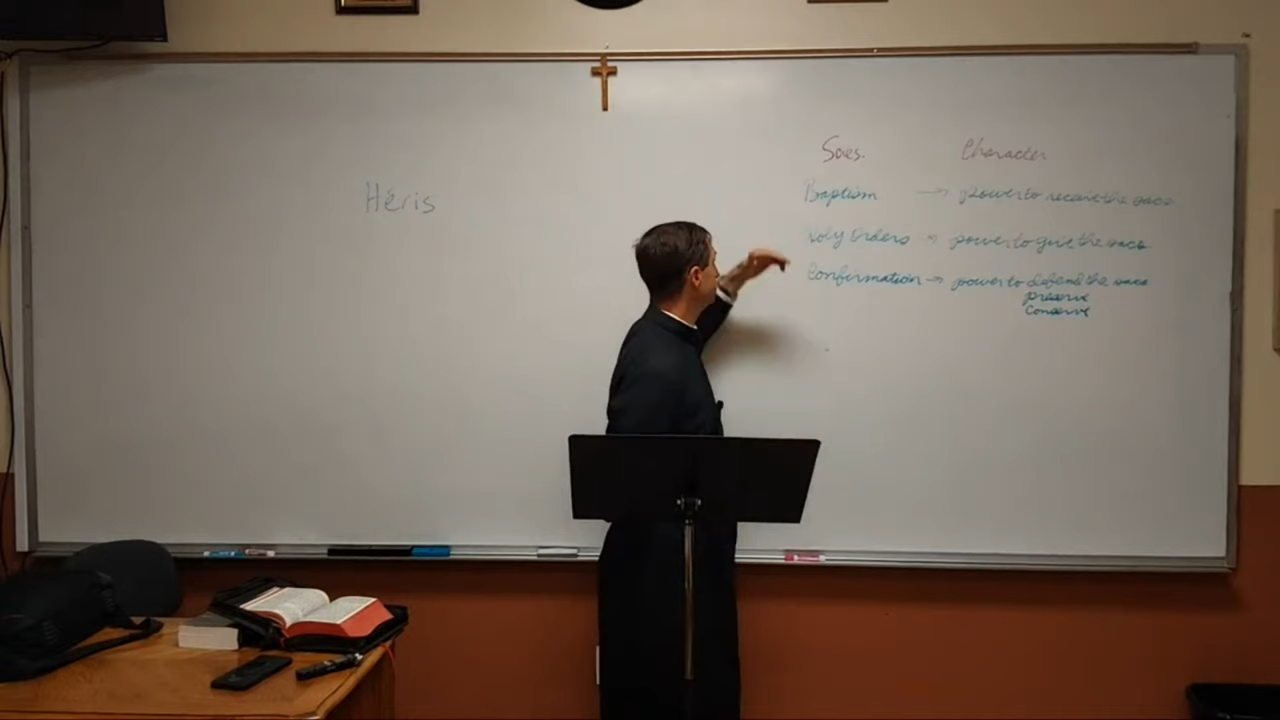 Heris
Sacs. Character
Baptism → power to receive the sacs
Holy Orders → power to give the sacs
Confirmation → power to defend the sacs
preserve
conserve